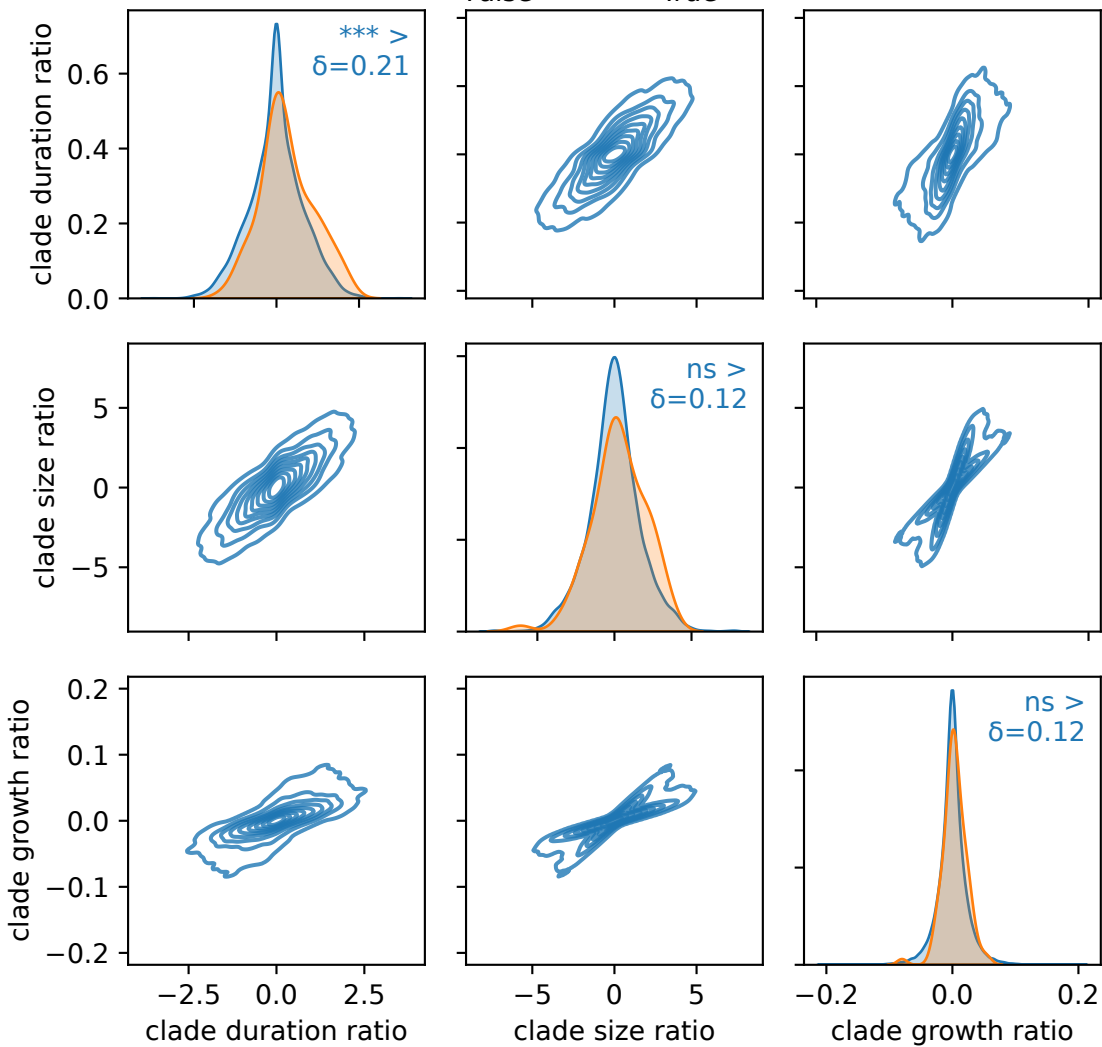 clade duration ratio
0.6
0.4
0.2
0.0
*** >
δ=0.21
clade size ratio
5
0
−5
ns >
δ=0.12
clade growth ratio
0.2
0.1
0.0
−0.1
−0.2
ns >
δ=0.12
−2.5 0.0 2.5
clade duration ratio
−5 0 5
clade size ratio
−0.2 0.0 0.2
clade growth ratio